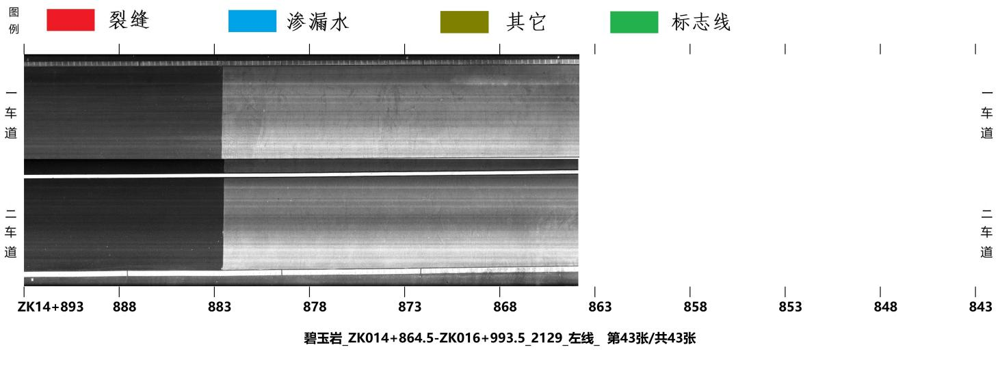 图例 裂缝 渗漏水 其它 标志线
一车道 一车道
二车道 二车道
ZK14+893 888 883 878 873 868 863 858 853 848 843
碧玉岩_ZK014+864.5-ZK016+993.5_2129_左线_ 第43张/共43张